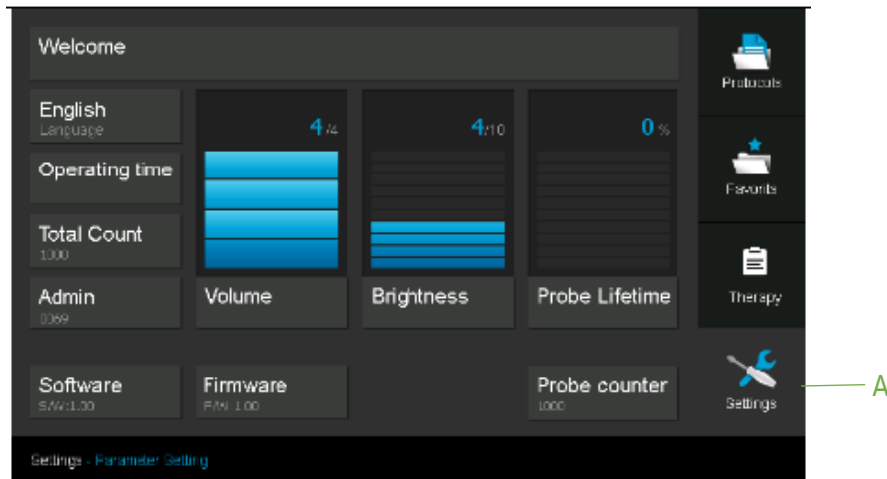 Welcome
English
Language
Operating time
Total Count
1000
Admin
0069
4/4
Volume
4/10
Brightness
0 %
Probe Lifetime
Software
S/W:1.00
Firmware
F/W:1.00
Probe counter
1000
Protocols
Favorits
Therapy
Settings
A
Settings - Parameter Setting